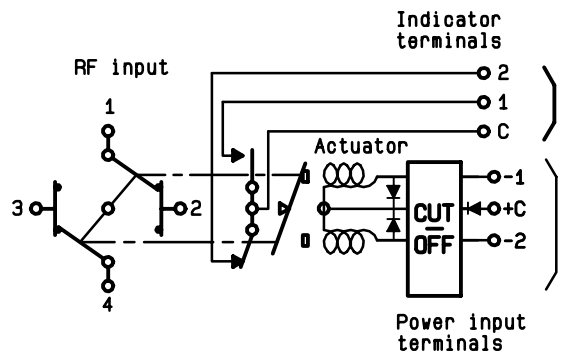 Indicator
terminals
RF input
2
1
1
C
Actuator
-1
3
2
CUT
+C
OFF
-2
4
Power input
terminals